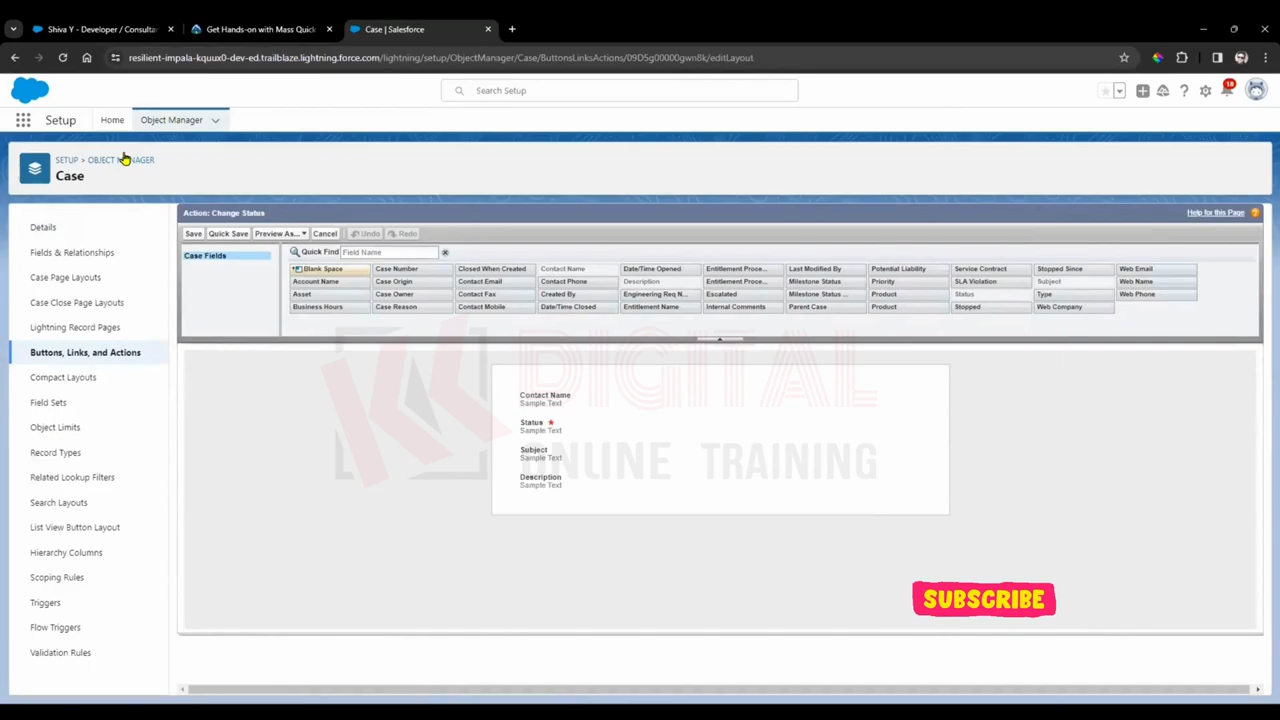 Shiva Y - Developer / Consultan
Get Hands-on with Mass Quick
Case | Salesforce
resilient-impala-kquux0-dev-ed.trailblaze.lightning.force.com/lightning/setup/ObjectManager/Case/ButtonsLinksActions/09D5g00000gwn8k/editLayout
Search Setup
18
Setup
Home
Object Manager
SETUP > OBJECT MANAGER
Case
Details
Fields & Relationships
Case Page Layouts
Case Close Page Layouts
Lightning Record Pages
Buttons, Links, and Actions
Compact Layouts
Field Sets
Object Limits
Record Types
Related Lookup Filters
Search Layouts
List View Button Layout
Hierarchy Columns
Scoping Rules
Triggers
Flow Triggers
Validation Rules
Action: Change Status
Help for this Page
Save Quick Save Preview As... Cancel Undo Redo
Case Fields
Quick Find Field Name
Blank Space Case Number Closed When Created Contact Name Date/Time Opened Entitlement Proce... Last Modified By Potential Liability Service Contract Stopped Since Web Email
Account Name Case Origin Contact Email Contact Phone Description Entitlement Proce... Milestone Status Priority SLA Violation Subject Web Name
Asset Case Owner Contact Fax Created By Engineering Req N... Escalated Milestone Status ... Product Status Type Web Phone
Business Hours Case Reason Contact Mobile Date/Time Closed Entitlement Name Internal Comments Parent Case Product Stopped Web Company
Contact Name
Sample Text
Status *
Sample Text
Subject
Sample Text
Description
Sample Text
DIGITAL
ONLINE TRAINING
SUBSCRIBE